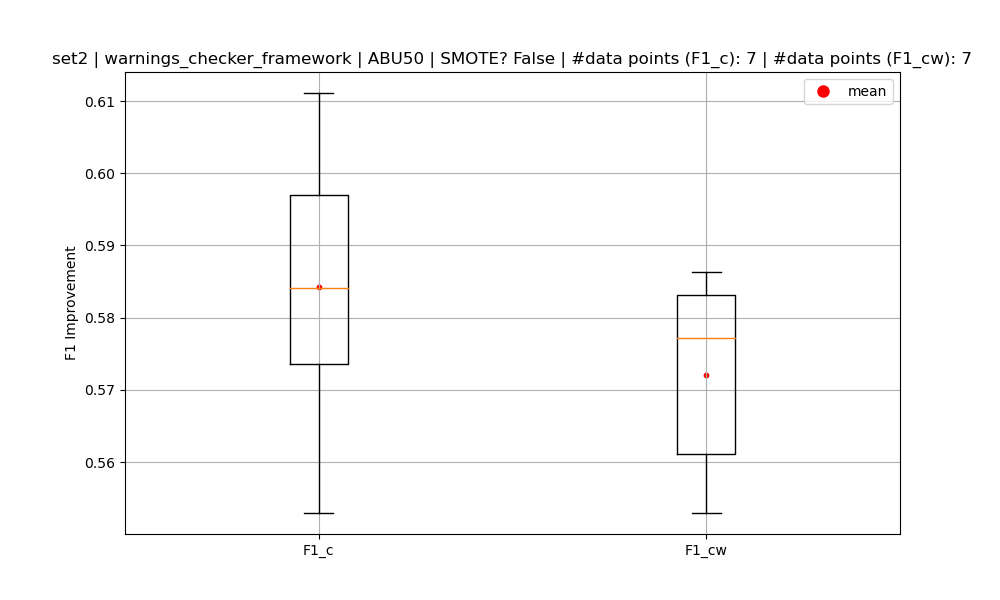 set2 | warnings_checker_framework | ABU50 | SMOTE? False | #data points (F1_c): 7 | #data points (F1_cw): 7
mean
0.61
0.60
0.59
0.58
0.57
0.56
F1 Improvement
F1_c
F1_cw